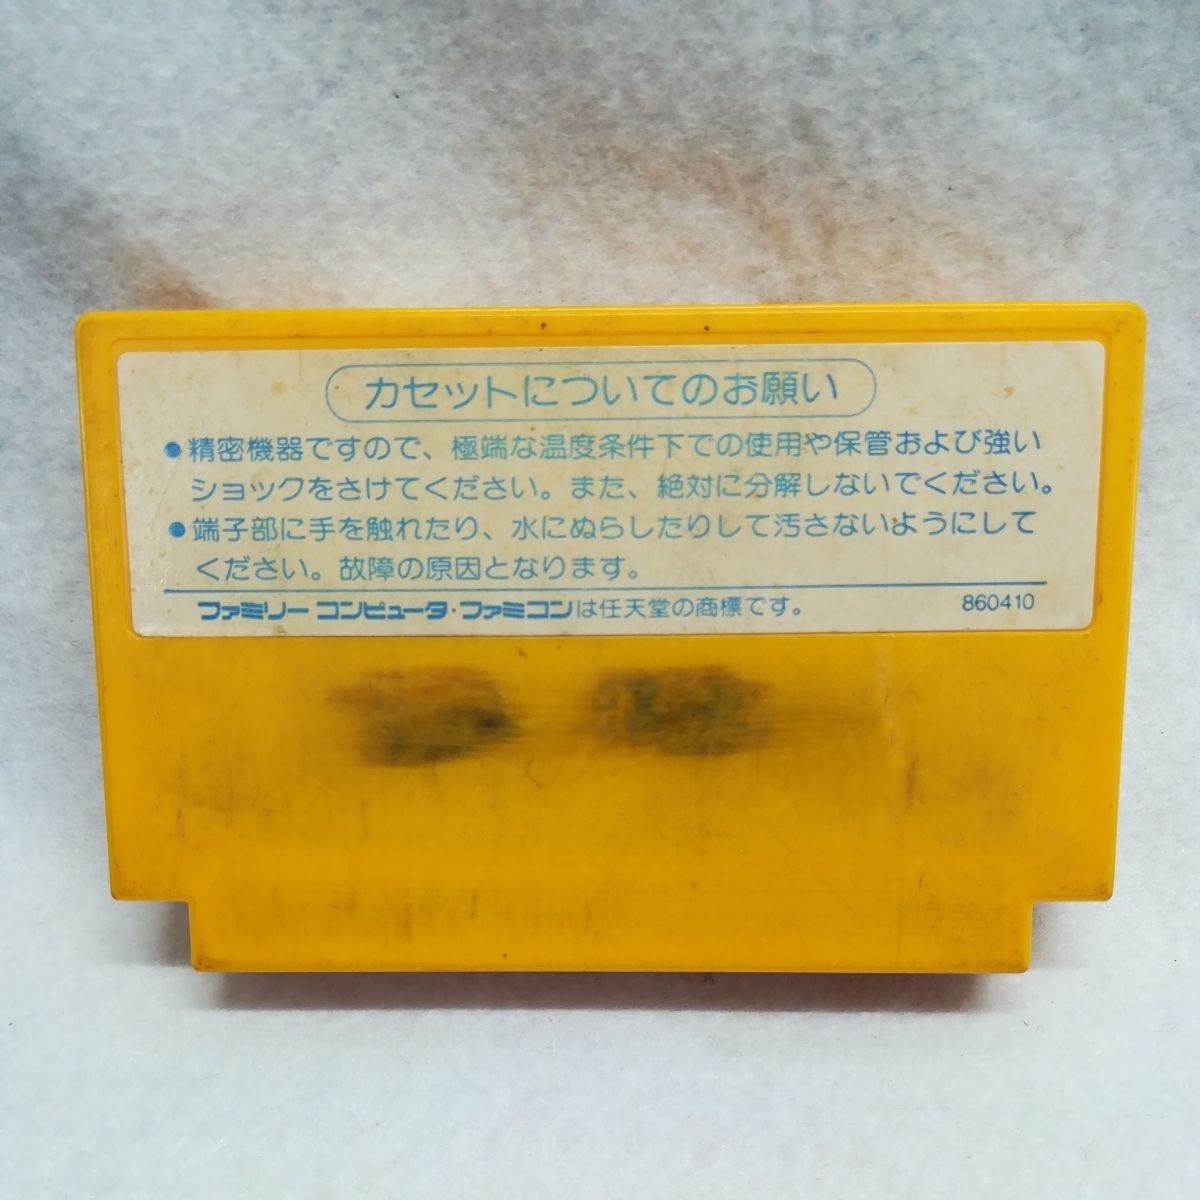 カセットについてのお願い
●精密機器ですので、極端な温度条件下での使用や保管および強い
ショックをさけてください。また、絶対に分解しないでください。
●端子部に手を触れたり、水にぬらしたりして汚さないようにして
ください。故障の原因となります。
ファミリー コンピュータ・ファミコンは任天堂の商標です。 860410